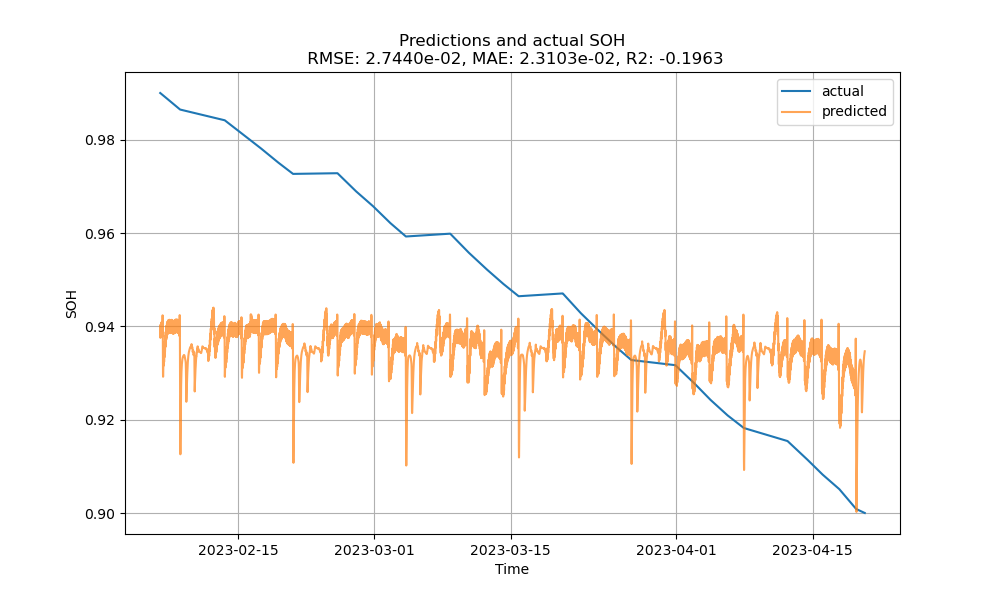 Predictions and actual SOH
RMSE: 2.7440e-02, MAE: 2.3103e-02, R2: -0.1963
actual
predicted
0.98
0.96
0.94
0.92
0.90
SOH
2023-02-15
2023-03-01
2023-03-15
2023-04-01
2023-04-15
Time